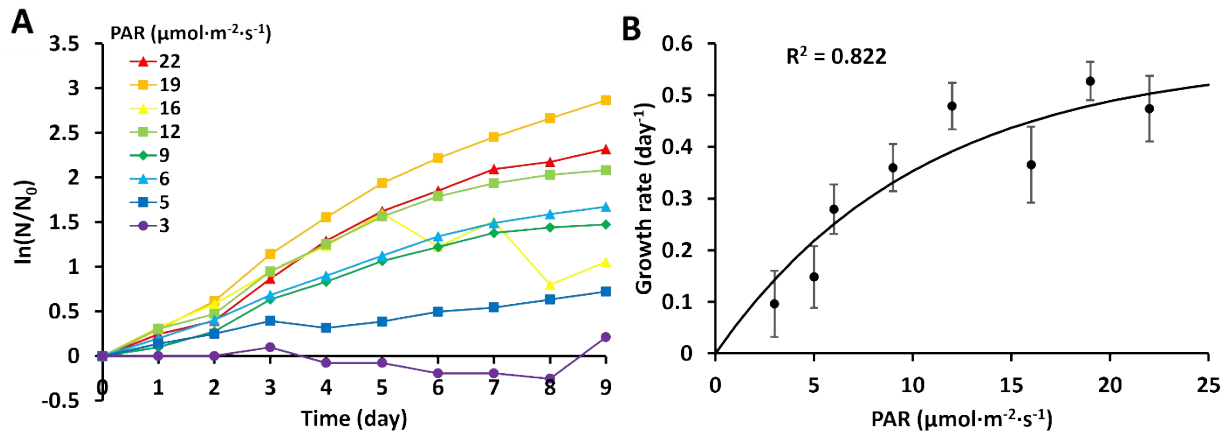 A
PAR (µmol·m⁻²·s⁻¹)
22
19
16
12
9
6
5
3
3.5
3
2.5
2
1.5
1
0.5
0
-0.5
ln(N/N₀)
0 1 2 3 4 5 6 7 8 9
Time (day)
B
R² = 0.822
0.6
0.5
0.4
0.3
0.2
0.1
0
Growth rate (day⁻¹)
0 5 10 15 20 25
PAR (µmol·m⁻²·s⁻¹)